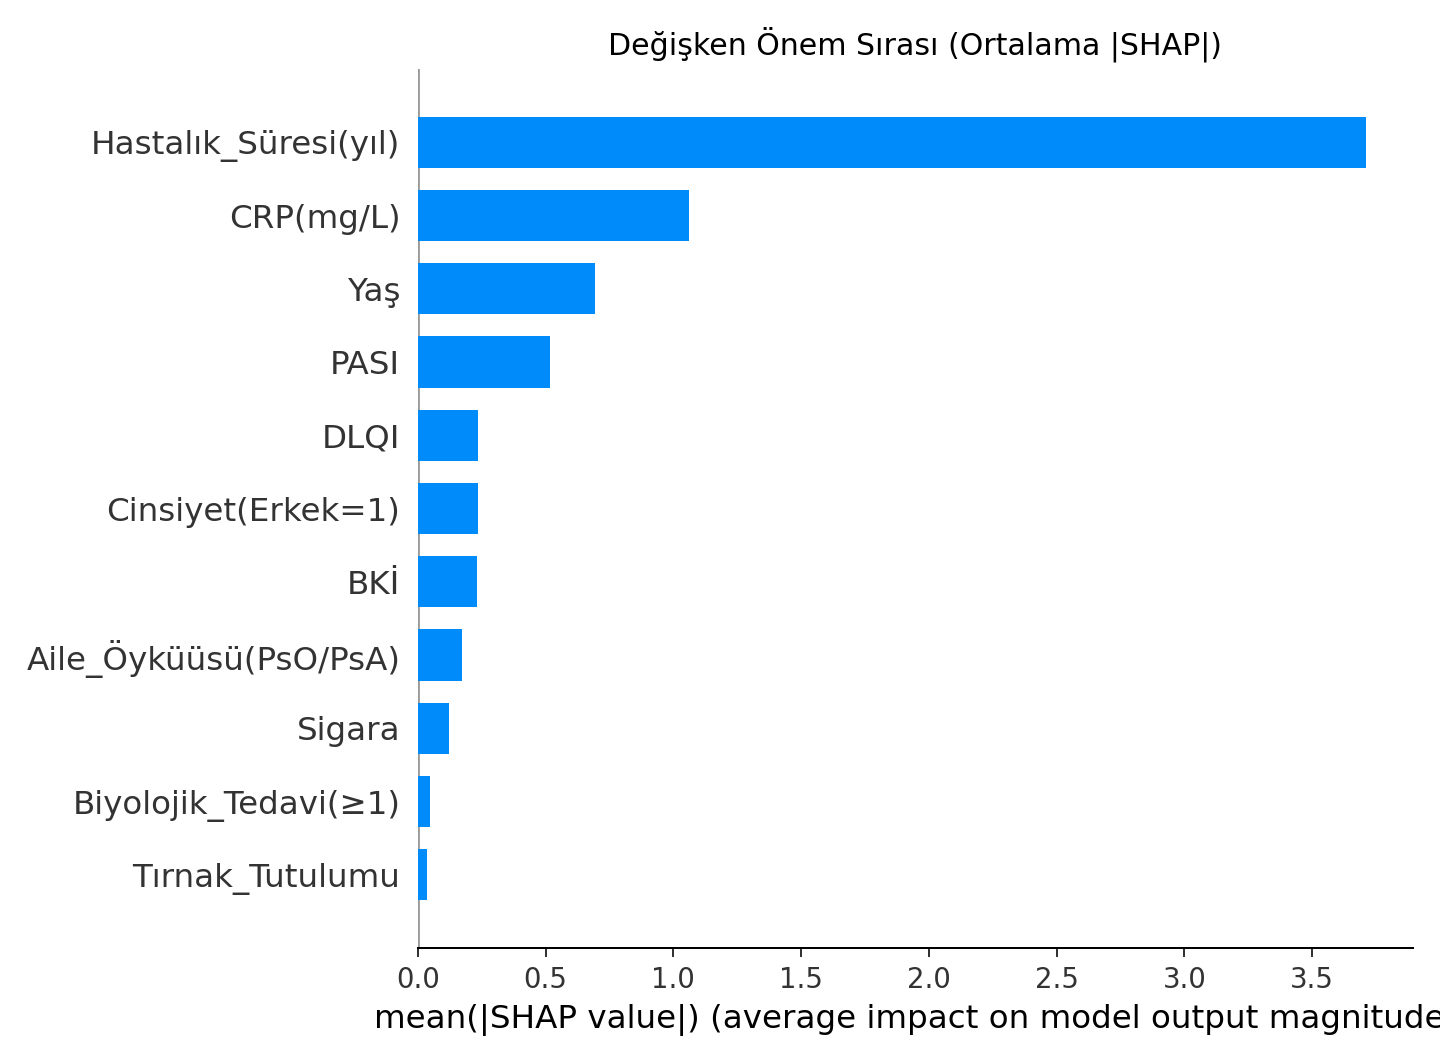 Değişken Önem Sırası (Ortalama |SHAP|)
Hastalık_Süresi(yıl)
CRP(mg/L)
Yaş
PASI
DLQI
Cinsiyet(Erkek=1)
BKİ
Aile_Öyküüsü(PsO/PsA)
Sigara
Biyolojik_Tedavi(≥1)
Tırnak_Tutulumu
0.0 0.5 1.0 1.5 2.0 2.5 3.0 3.5
mean(|SHAP value|) (average impact on model output magnitude